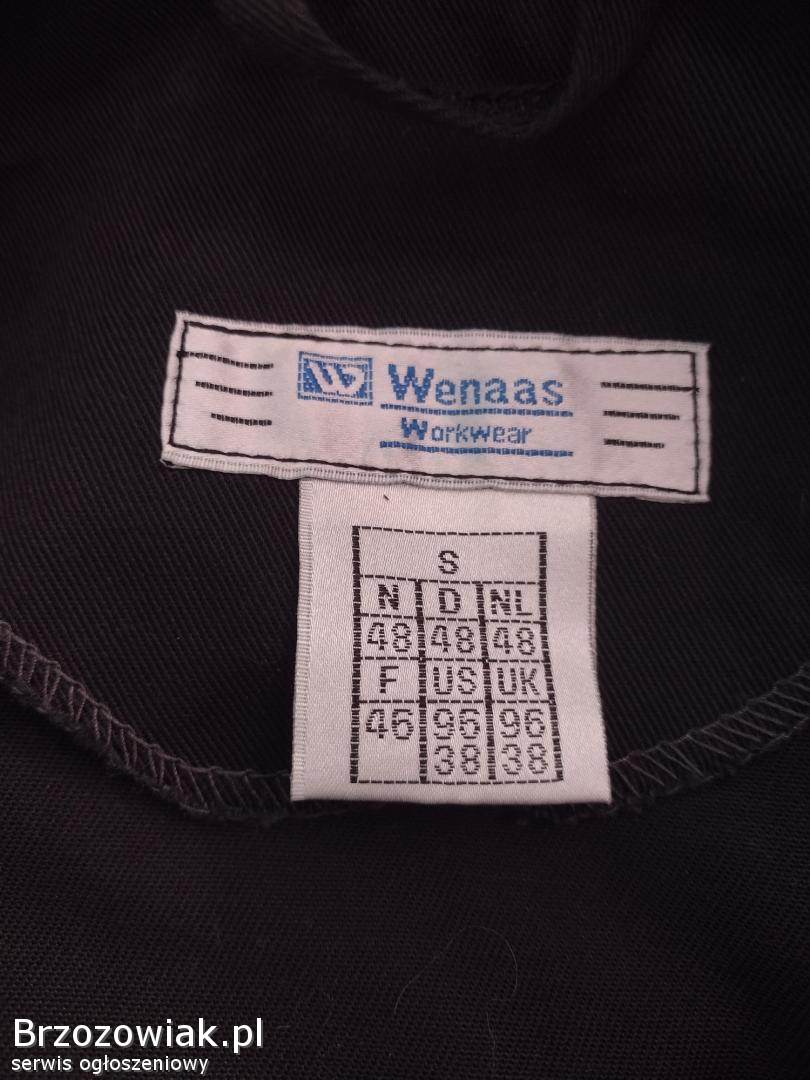 W Wenaas
Workwear
S
N D NL
48 48 48
F US UK
46 96 96
38 38
Brzozowiak.pl
serwis ogłoszeniowy